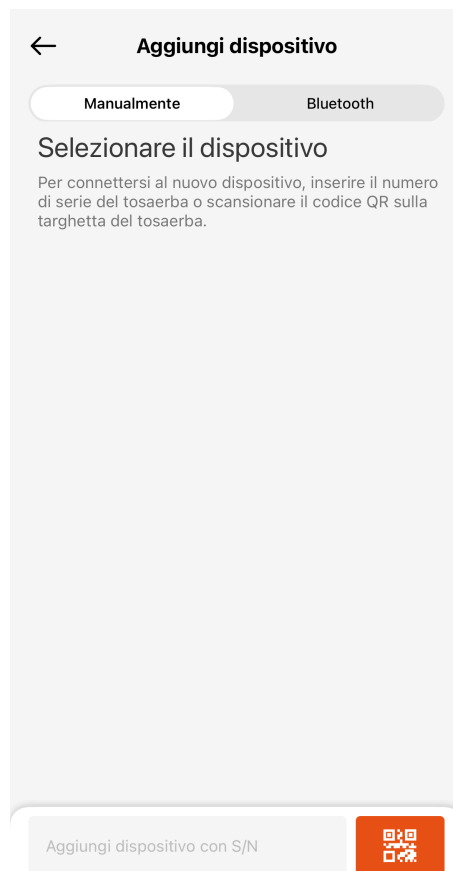 Aggiungi dispositivo
Manualmente
Bluetooth
Selezionare il dispositivo
Per connettersi al nuovo dispositivo, inserire il numero
di serie del tosaerba o scansionare il codice QR sulla
targhetta del tosaerba.
Aggiungi dispositivo con S/N